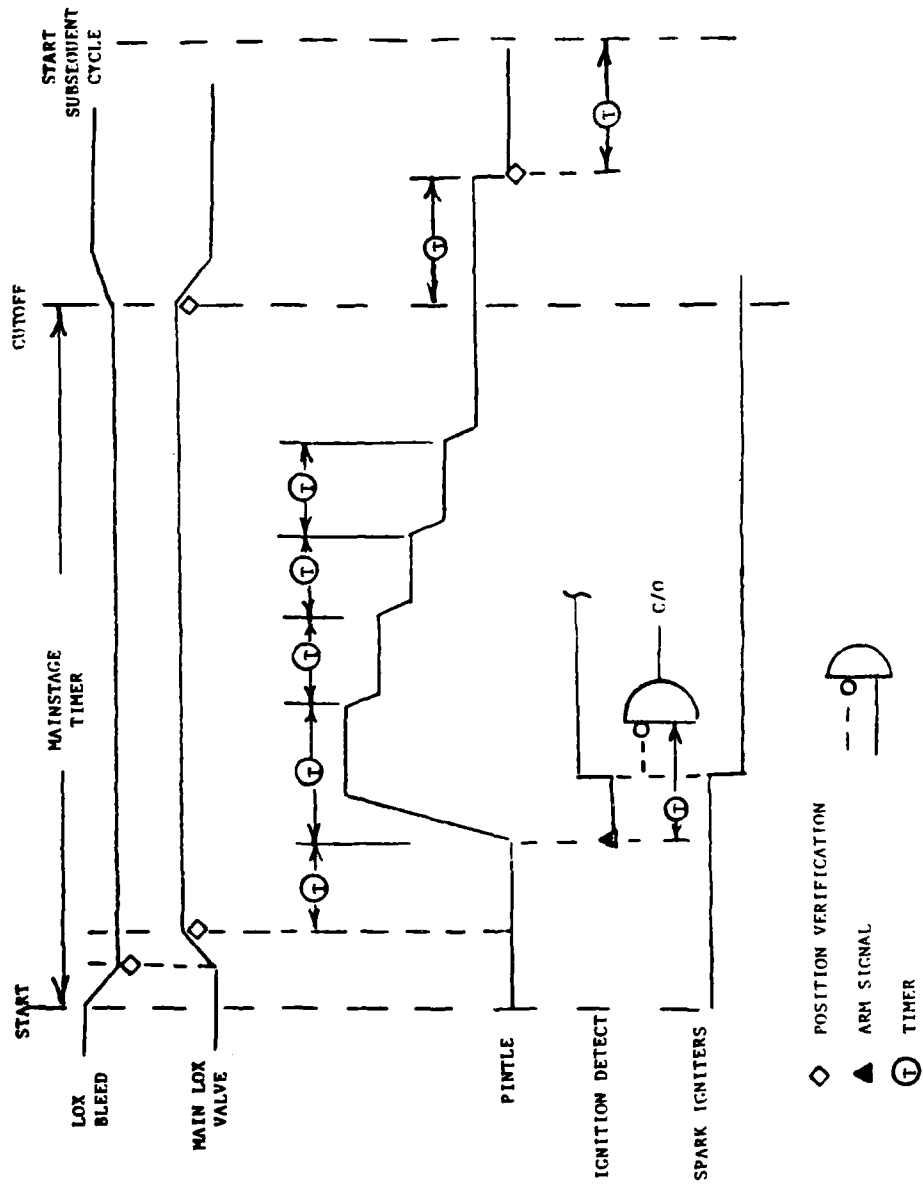 START
SUBSEQUENT
CYCLE
CUTOFF
MAINSTAGE
TIMER
START
LOX
BLEED
MAIN LOX
VALVE
T
T
T
T
T
T
T
T
PINTLE
IGNITION DETECT
C/O
T
SPARK IGNITERS
POSITION VERIFICATION
ARM SIGNAL
T TIMER